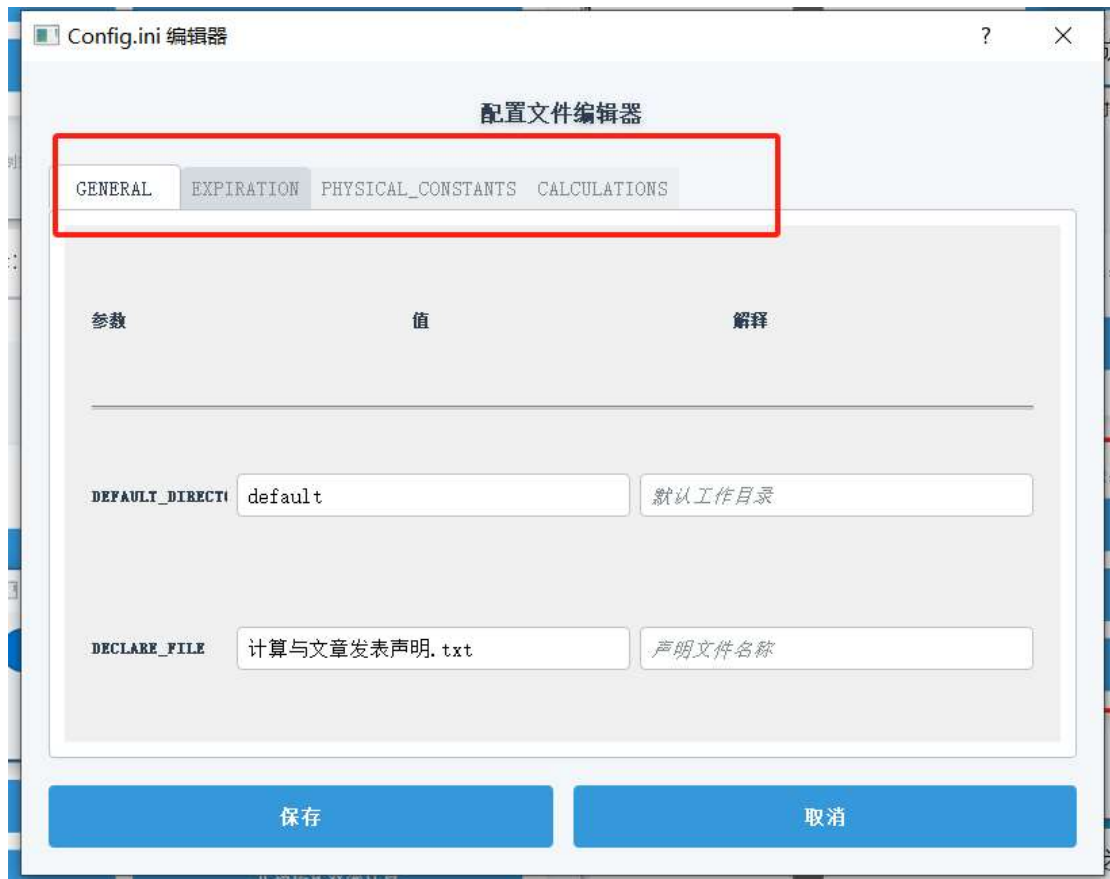 Config.ini 编辑器 ?
配置文件编辑器
GENERAL EXPIRATION PHYSICAL_CONSTANTS CALCULATIONS
参数 值 解释
DEFAULT_DIRECT default 默认工作目录
DECLARE_FILE 计算与文章发表声明.txt 声明文件名称
保存 取消